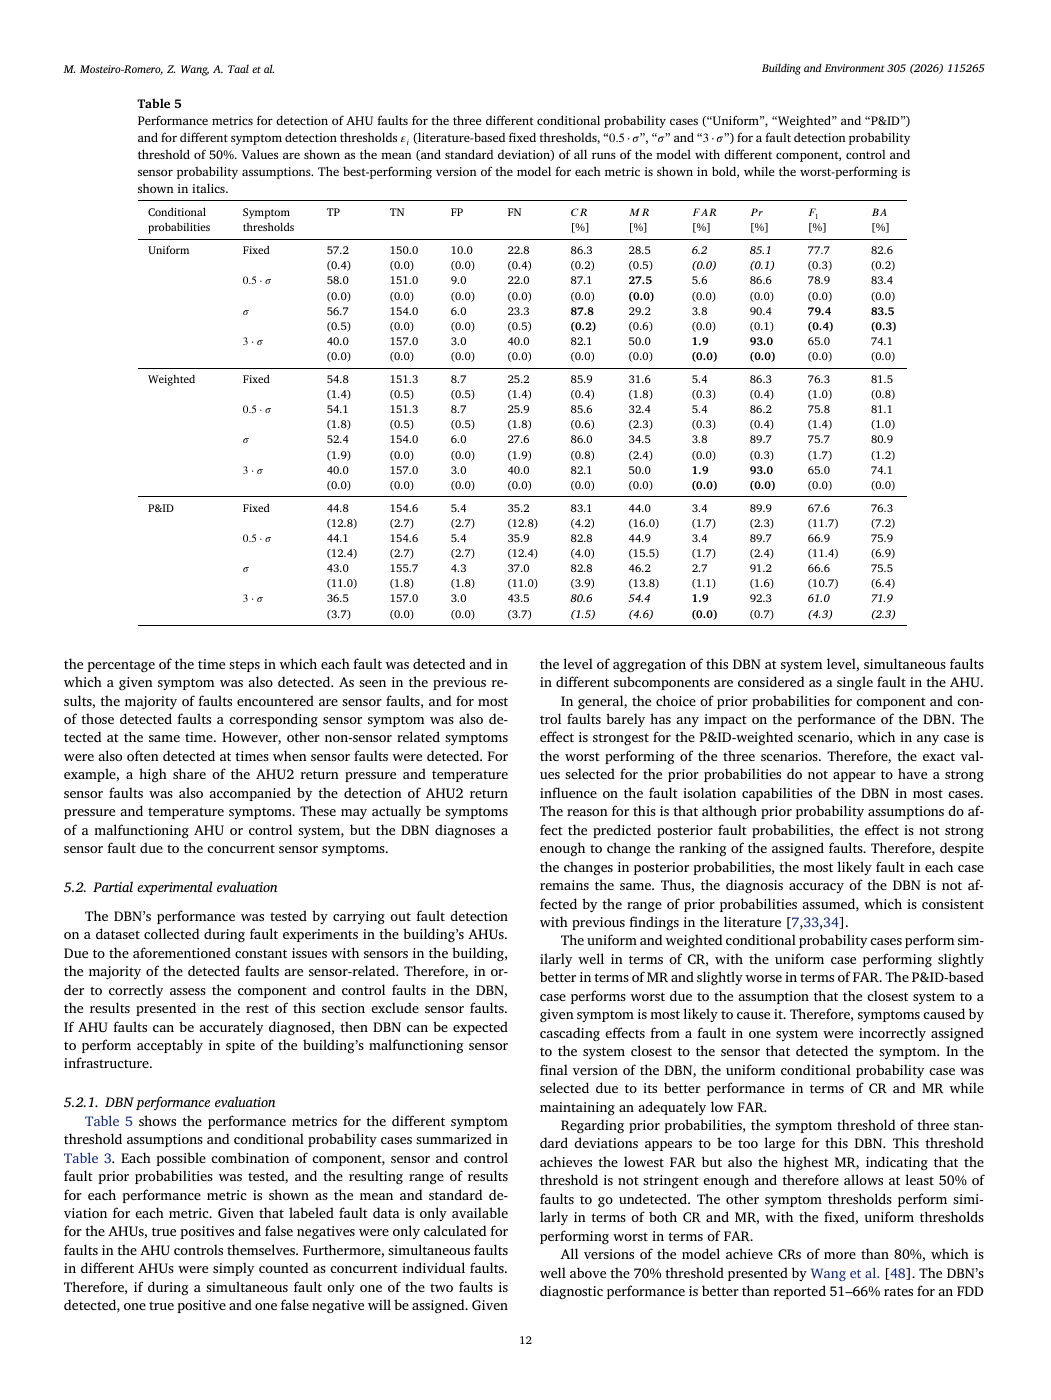 M. Mosteiro-Romero, Z. Wang, A. Taal et al.
Building and Environment 305 (2026) 115265
Table 5
Performance metrics for detection of AHU faults for the three different conditional probability cases (“Uniform”, “Weighted” and “P&ID”)
and for different symptom detection thresholds ε_i (literature-based fixed thresholds, “0.5 · σ”, “σ” and “3 · σ”) for a fault detection probability
threshold of 50%. Values are shown as the mean (and standard deviation) of all runs of the model with different component, control and
sensor probability assumptions. The best-performing version of the model for each metric is shown in bold, while the worst-performing is
shown in italics.
Conditional Symptom TP TN FP FN CR MR FAR Pr F1 BA
probabilities thresholds [%] [%] [%] [%] [%] [%]
Uniform Fixed 57.2 150.0 10.0 22.8 86.3 28.5 6.2 85.1 77.7 82.6
(0.4) (0.0) (0.0) (0.4) (0.2) (0.5) (0.0) (0.1) (0.3) (0.2)
0.5 · σ 58.0 151.0 9.0 22.0 87.1 27.5 5.6 86.6 78.9 83.4
(0.0) (0.0) (0.0) (0.0) (0.0) (0.0) (0.0) (0.0) (0.0) (0.0)
σ 56.7 154.0 6.0 23.3 87.8 29.2 3.8 90.4 79.4 83.5
(0.5) (0.0) (0.0) (0.5) (0.2) (0.6) (0.0) (0.1) (0.4) (0.3)
3 · σ 40.0 157.0 3.0 40.0 82.1 50.0 1.9 93.0 65.0 74.1
(0.0) (0.0) (0.0) (0.0) (0.0) (0.0) (0.0) (0.0) (0.0) (0.0)
Weighted Fixed 54.8 151.3 8.7 25.2 85.9 31.6 5.4 86.3 76.3 81.5
(1.4) (0.5) (0.5) (1.4) (0.4) (1.8) (0.3) (0.4) (1.0) (0.8)
0.5 · σ 54.1 151.3 8.7 25.9 85.6 32.4 5.4 86.2 75.8 81.1
(1.8) (0.5) (0.5) (1.8) (0.6) (2.3) (0.3) (0.4) (1.4) (1.0)
σ 52.4 154.0 6.0 27.6 86.0 34.5 3.8 89.7 75.7 80.9
(1.9) (0.0) (0.0) (1.9) (0.8) (2.4) (0.0) (0.3) (1.7) (1.2)
3 · σ 40.0 157.0 3.0 40.0 82.1 50.0 1.9 93.0 65.0 74.1
(0.0) (0.0) (0.0) (0.0) (0.0) (0.0) (0.0) (0.0) (0.0) (0.0)
P&ID Fixed 44.8 154.6 5.4 35.2 83.1 44.0 3.4 89.9 67.6 76.3
(12.8) (2.7) (2.7) (12.8) (4.2) (16.0) (1.7) (2.3) (11.7) (7.2)
0.5 · σ 44.1 154.6 5.4 35.9 82.8 44.9 3.4 89.7 66.9 75.9
(12.4) (2.7) (2.7) (12.4) (4.0) (15.5) (1.7) (2.4) (11.4) (6.9)
σ 43.0 155.7 4.3 37.0 82.8 46.2 2.7 91.2 66.6 75.5
(11.0) (1.8) (1.8) (11.0) (3.9) (13.8) (1.1) (1.6) (10.7) (6.4)
3 · σ 36.5 157.0 3.0 43.5 80.6 54.4 1.9 92.3 61.0 71.9
(3.7) (0.0) (0.0) (3.7) (1.5) (4.6) (0.0) (0.7) (4.3) (2.3)
the percentage of the time steps in which each fault was detected and in
which a given symptom was also detected. As seen in the previous re-
sults, the majority of faults encountered are sensor faults, and for most
of those detected faults a corresponding sensor symptom was also de-
tected at the same time. However, other non-sensor related symptoms
were also often detected at times when sensor faults were detected. For
example, a high share of the AHU2 return pressure and temperature
sensor faults was also accompanied by the detection of AHU2 return
pressure and temperature symptoms. These may actually be symptoms
of a malfunctioning AHU or control system, but the DBN diagnoses a
sensor fault due to the concurrent sensor symptoms.
5.2. Partial experimental evaluation
The DBN’s performance was tested by carrying out fault detection
on a dataset collected during fault experiments in the building’s AHUs.
Due to the aforementioned constant issues with sensors in the building,
the majority of the detected faults are sensor-related. Therefore, in or-
der to correctly assess the component and control faults in the DBN,
the results presented in the rest of this section exclude sensor faults.
If AHU faults can be accurately diagnosed, then DBN can be expected
to perform acceptably in spite of the building’s malfunctioning sensor
infrastructure.
5.2.1. DBN performance evaluation
Table 5 shows the performance metrics for the different symptom
threshold assumptions and conditional probability cases summarized in
Table 3. Each possible combination of component, sensor and control
fault prior probabilities was tested, and the resulting range of results
for each performance metric is shown as the mean and standard de-
viation for each metric. Given that labeled fault data is only available
for the AHUs, true positives and false negatives were only calculated for
faults in the AHU controls themselves. Furthermore, simultaneous faults
in different AHUs were simply counted as concurrent individual faults.
Therefore, if during a simultaneous fault only one of the two faults is
detected, one true positive and one false negative will be assigned. Given
the level of aggregation of this DBN at system level, simultaneous faults
in different subcomponents are considered as a single fault in the AHU.
In general, the choice of prior probabilities for component and con-
trol faults barely has any impact on the performance of the DBN. The
effect is strongest for the P&ID-weighted scenario, which in any case is
the worst performing of the three scenarios. Therefore, the exact val-
ues selected for the prior probabilities do not appear to have a strong
influence on the fault isolation capabilities of the DBN in most cases.
The reason for this is that although prior probability assumptions do af-
fect the predicted posterior fault probabilities, the effect is not strong
enough to change the ranking of the assigned faults. Therefore, despite
the changes in posterior probabilities, the most likely fault in each case
remains the same. Thus, the diagnosis accuracy of the DBN is not af-
fected by the range of prior probabilities assumed, which is consistent
with previous findings in the literature [7,33,34].
The uniform and weighted conditional probability cases perform sim-
ilarly well in terms of CR, with the uniform case performing slightly
better in terms of MR and slightly worse in terms of FAR. The P&ID-based
case performs worst due to the assumption that the closest system to a
given symptom is most likely to cause it. Therefore, symptoms caused by
cascading effects from a fault in one system were incorrectly assigned
to the system closest to the sensor that detected the symptom. In the
final version of the DBN, the uniform conditional probability case was
selected due to its better performance in terms of CR and MR while
maintaining an adequately low FAR.
Regarding prior probabilities, the symptom threshold of three stan-
dard deviations appears to be too large for this DBN. This threshold
achieves the lowest FAR but also the highest MR, indicating that the
threshold is not stringent enough and therefore allows at least 50% of
faults to go undetected. The other symptom thresholds perform simi-
larly in terms of both CR and MR, with the fixed, uniform thresholds
performing worst in terms of FAR.
All versions of the model achieve CRs of more than 80%, which is
well above the 70% threshold presented by Wang et al. [48]. The DBN’s
diagnostic performance is better than reported 51–66% rates for an FDD
12